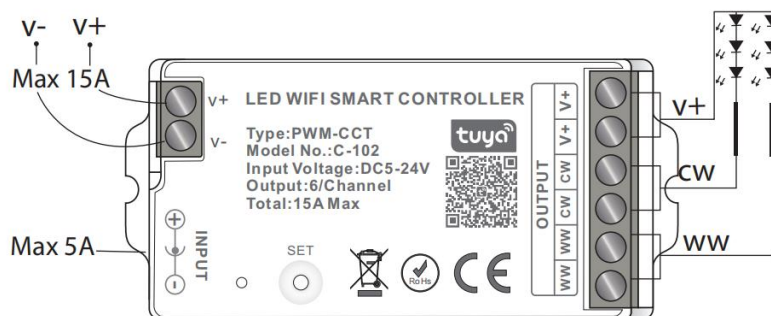 V- V+
Max 15A
V+
V-
LED WIFI SMART CONTROLLER
Type:PWM-CCT
Model No.:C-102
Input Voltage:DC5-24V
Output:6/Channel
Total:15A Max
tuya
Max 5A
INPUT
SET
RoHs
CE
OUTPUT
V+
V+
CW
CW
WW
WW
V+
CW
WW